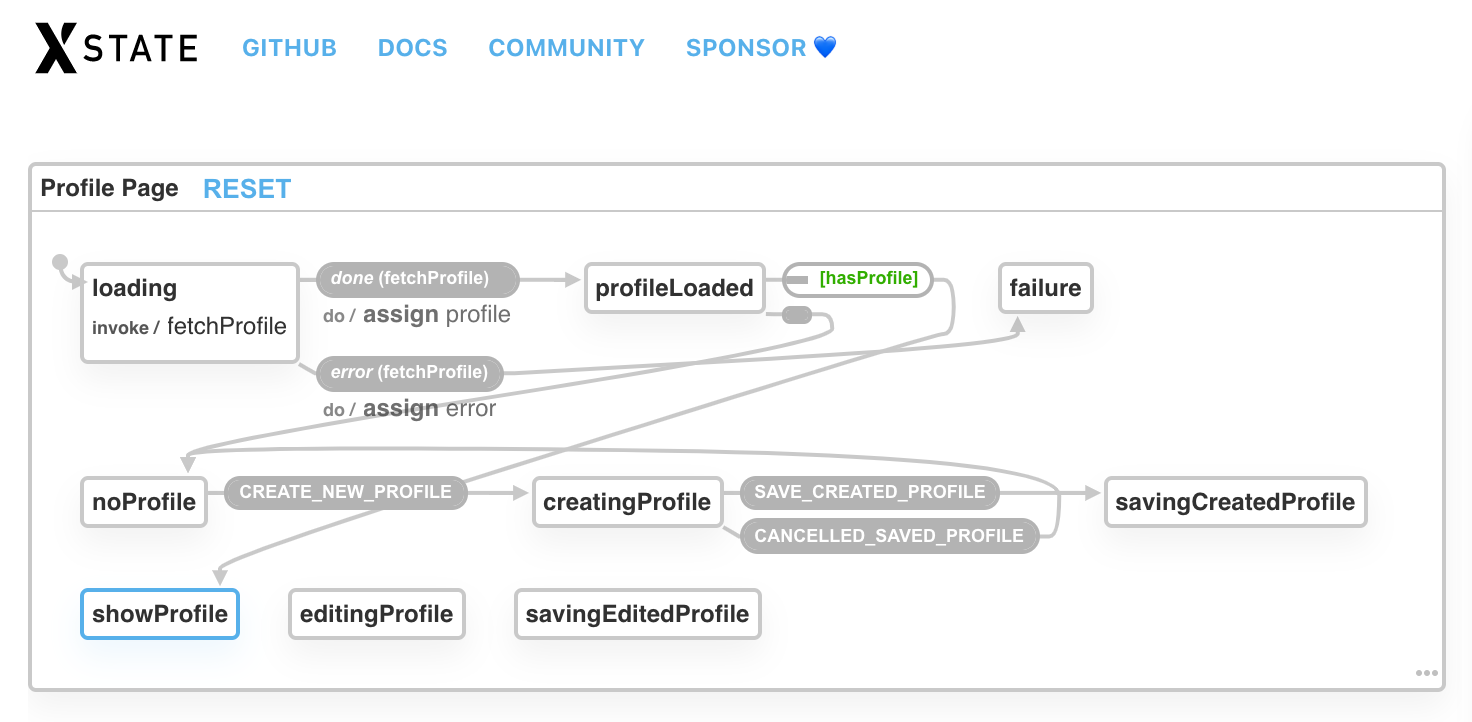 XSTATE GITHUB DOCS COMMUNITY SPONSOR 💙
Profile Page RESET
loading
invoke / fetchProfile
done (fetchProfile)
do / assign profile
error (fetchProfile)
do / assign error
profileLoaded
[hasProfile]
failure
noProfile
CREATE_NEW_PROFILE
creatingProfile
SAVE_CREATED_PROFILE
CANCELLED_SAVED_PROFILE
savingCreatedProfile
showProfile
editingProfile
savingEditedProfile